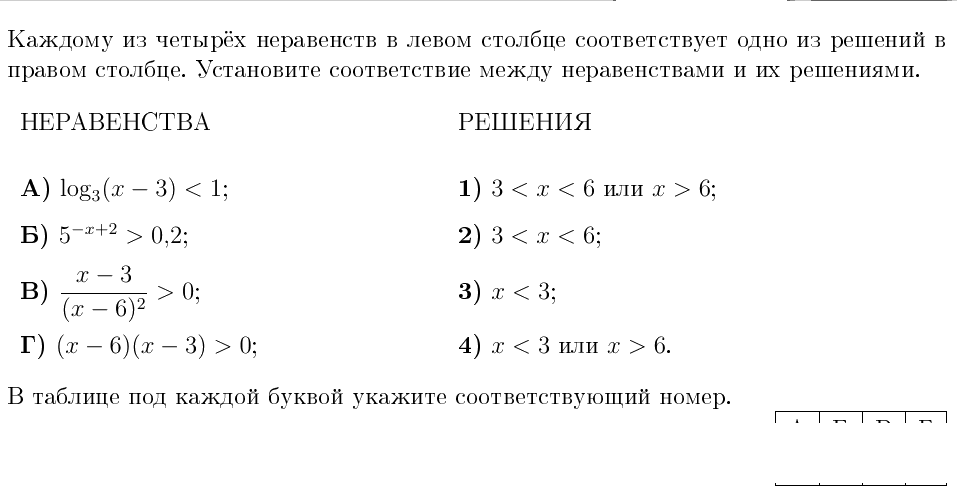 Каждому из четырёх неравенств в левом столбце соответствует одно из решений в
правом столбце. Установите соответствие между неравенствами и их решениями.
НЕРАВЕНСТВА РЕШЕНИЯ
А) log₃(x − 3) < 1; 1) 3 < x < 6 или x > 6;
Б) 5^{−x+2} > 0,2; 2) 3 < x < 6;
В) \frac{x − 3}{(x − 6)²} > 0; 3) x < 3;
Г) (x − 6)(x − 3) > 0; 4) x < 3 или x > 6.
В таблице под каждой буквой укажите соответствующий номер.